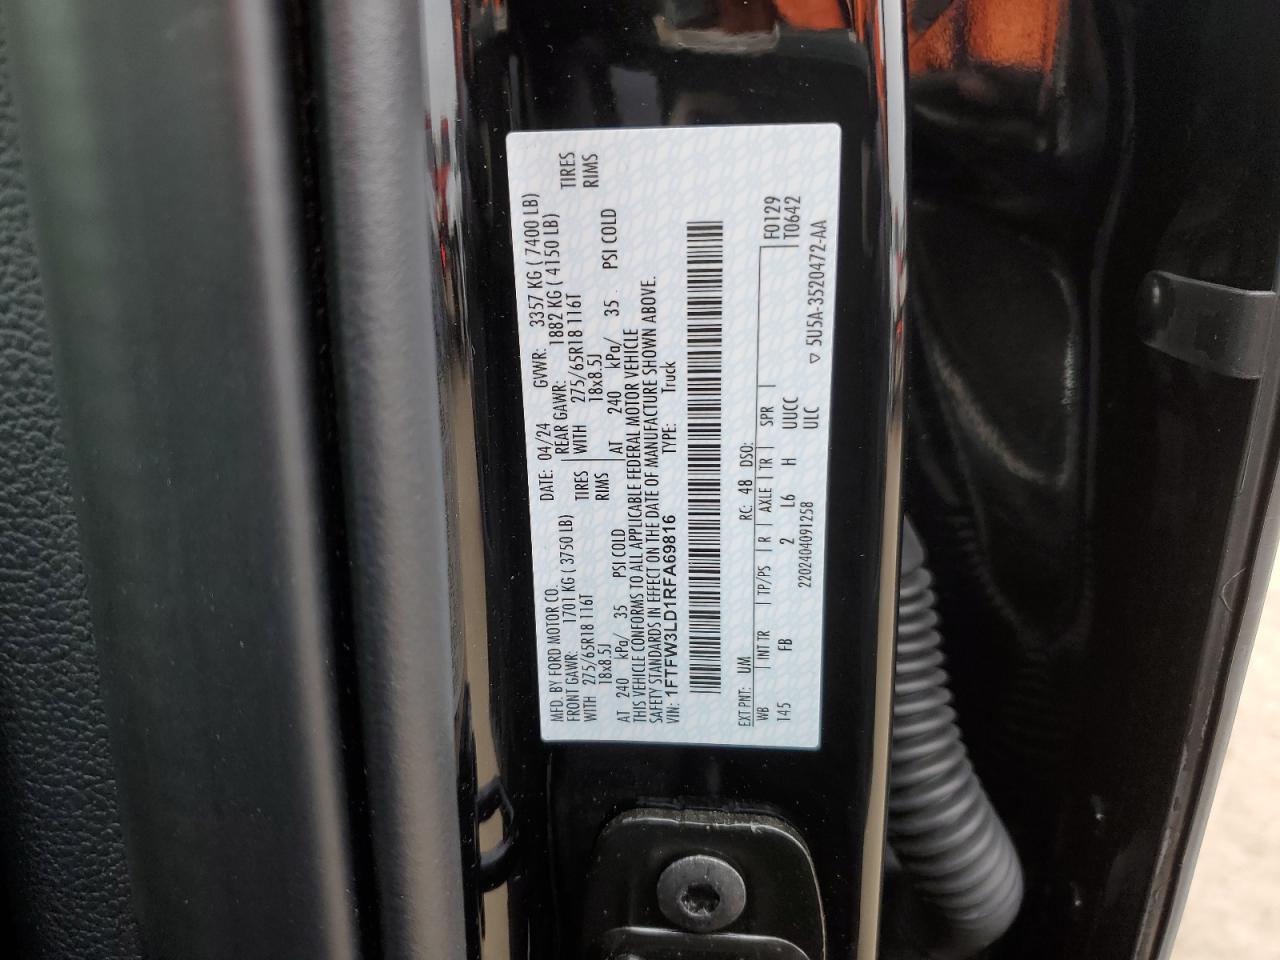 MFD. BY FORD MOTOR CO. DATE: 04/24 GVWR: 3357 KG ( 7400 LB)
FRONT GAWR: 1701 KG ( 3750 LB) REAR GAWR: 1882 KG ( 4150 LB)
WITH 275/65R18 116T TIRES WITH 275/65R18 116T TIRES
18x8.5J RIMS 18x8.5J RIMS
AT 240 kPa/ 35 PSI COLD AT 240 kPa/ 35 PSI COLD
THIS VEHICLE CONFORMS TO ALL APPLICABLE FEDERAL MOTOR VEHICLE
SAFETY STANDARDS IN EFFECT ON THE DATE OF MANUFACTURE SHOWN ABOVE.
VIN: 1FTFW3LD1RFA69816 TYPE: Truck
EXT PNT: UM RC: 48 DSO: F0129
WB INT TR TP/PS R AXLE TR SPR T0642
145 FB 2 L6 H UUCC
2202404091258 ULC ▽ 5U5A-3520472-AA